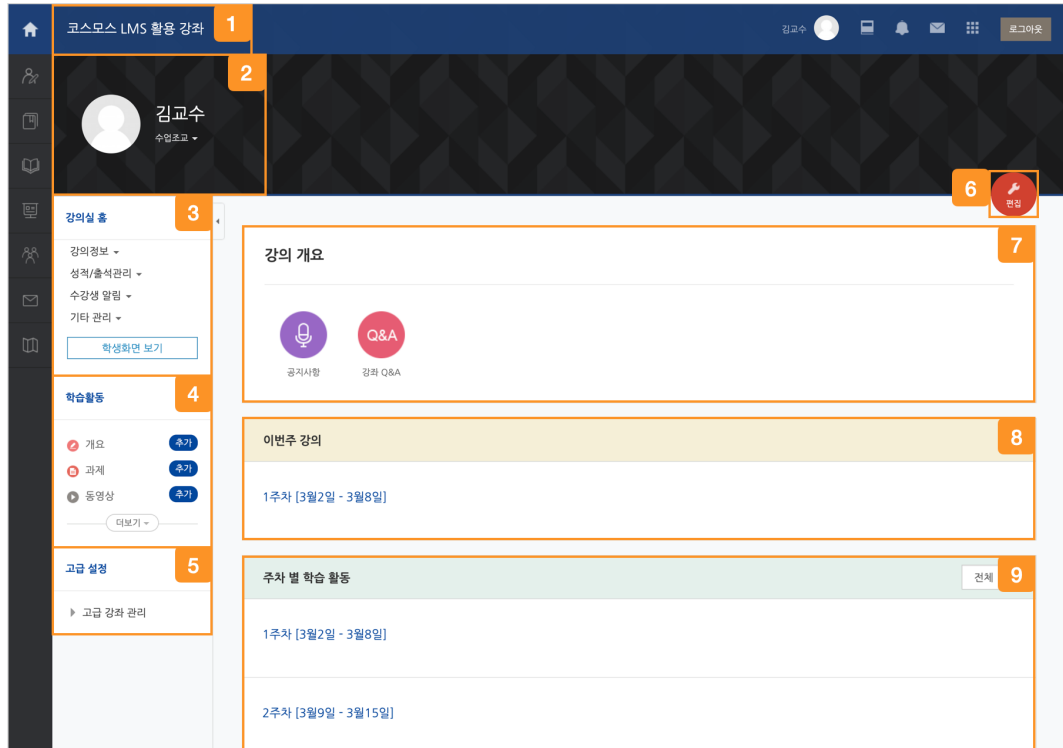 코스모스 LMS 활용 강좌
1
김교수
로그아웃
2
김교수
수업조교
6
편집
강의실 홈
3
강의정보
성적/출석관리
수강생 알림
기타 관리
학생화면 보기
학습활동
4
개요
추가
과제
추가
동영상
추가
더보기
고급 설정
5
고급 강좌 관리
강의 개요
7
Q&A
공지사항
강좌 Q&A
이번주 강의
8
1주차 [3월2일 - 3월8일]
주차 별 학습 활동
전체
9
1주차 [3월2일 - 3월8일]
2주차 [3월9일 - 3월15일]